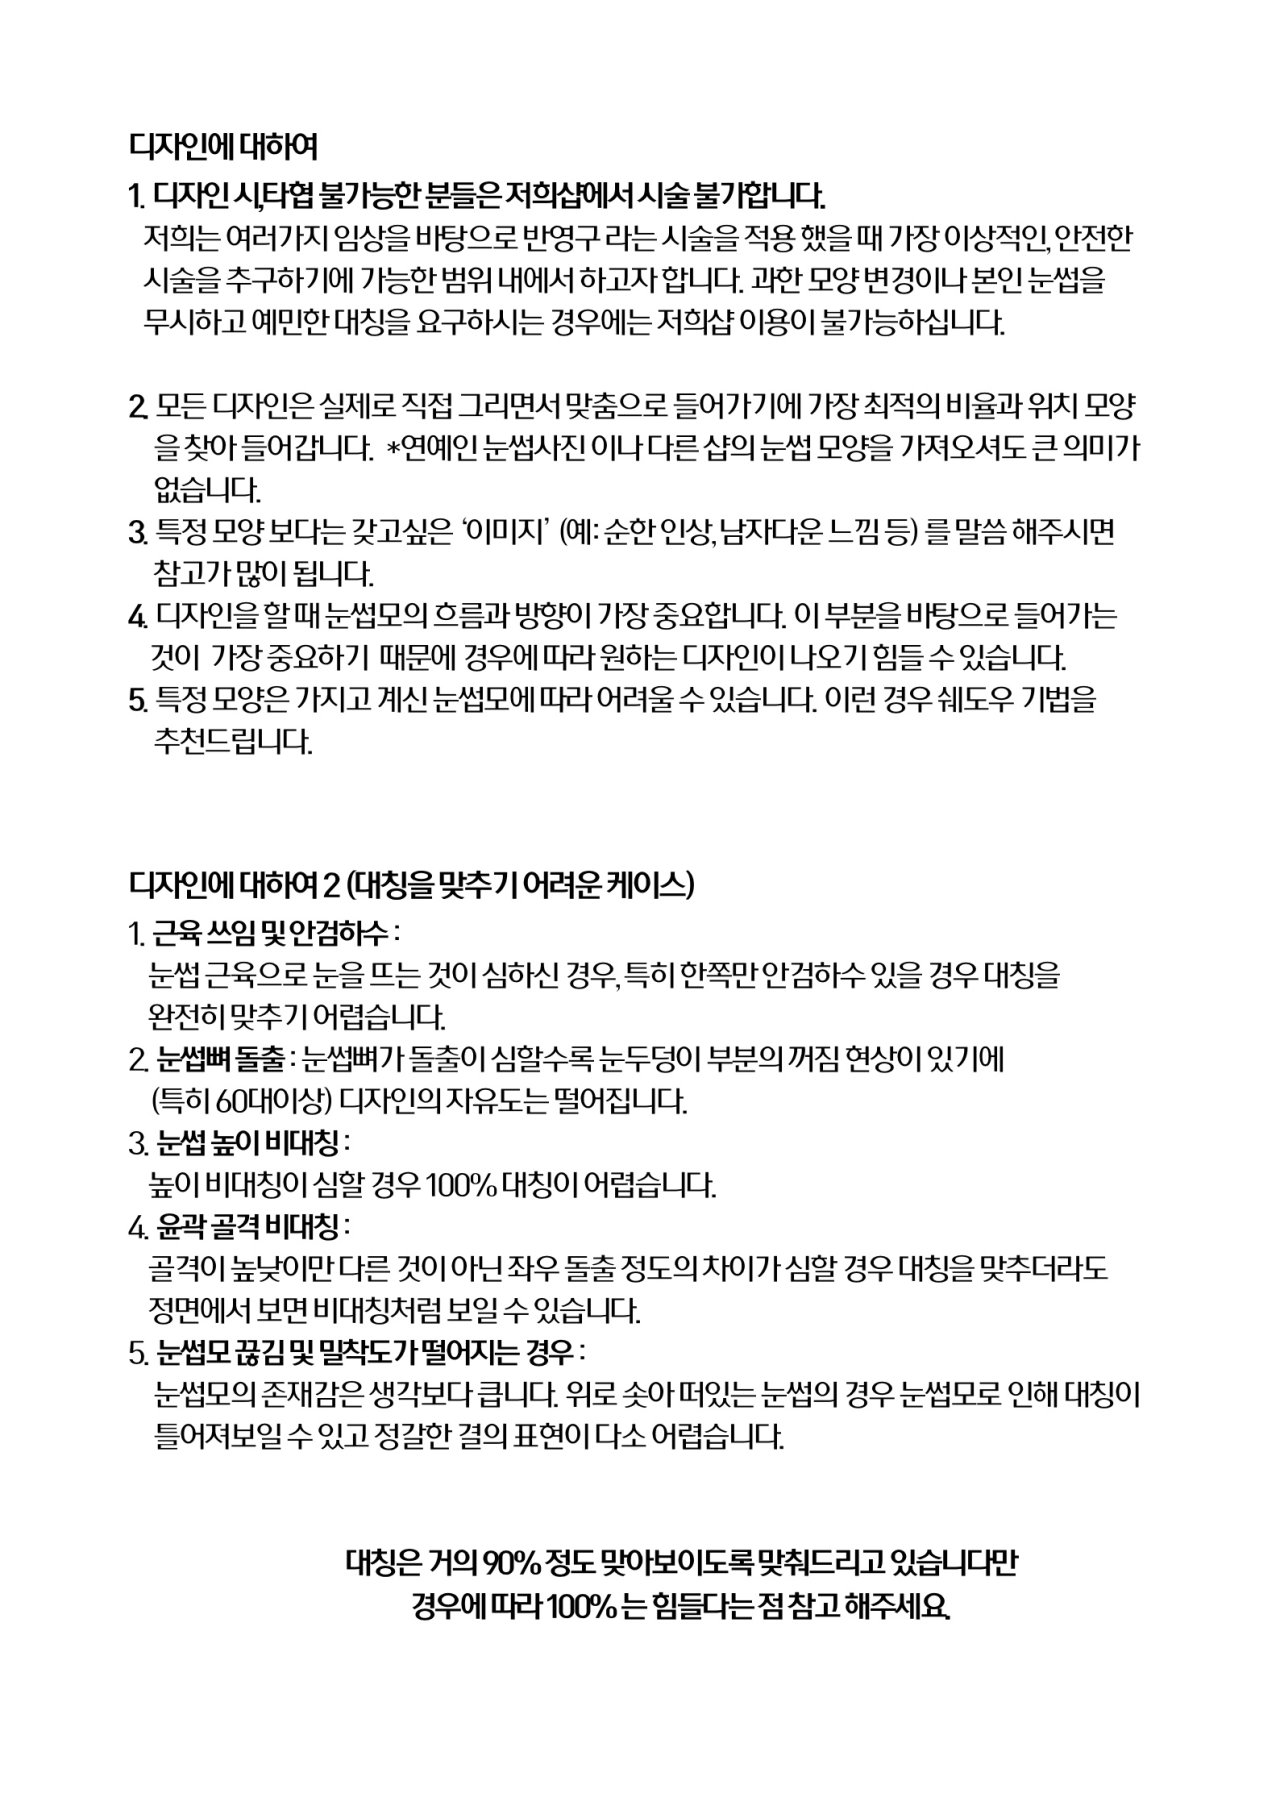 디자인에 대하여
1. 디자인 시,타협 불가능한 분들은 저희샵에서 시술 불가합니다.
저희는 여러가지 임상을 바탕으로 반영구 라는 시술을 적용 했을 때 가장 이상적인, 안전한
시술을 추구하기에 가능한 범위 내에서 하고자 합니다. 과한 모양 변경이나 본인 눈썹을
무시하고 예민한 대칭을 요구하시는 경우에는 저희샵 이용이 불가능하십니다.
2. 모든 디자인은 실제로 직접 그리면서 맞춤으로 들어가기에 가장 최적의 비율과 위치 모양
을 찾아 들어갑니다. *연예인 눈썹사진 이나 다른 샵의 눈썹 모양을 가져오셔도 큰 의미가
없습니다.
3. 특정 모양 보다는 갖고싶은 ‘이미지’ (예: 순한 인상, 남자다운 느낌 등) 를 말씀 해주시면
참고가 많이 됩니다.
4. 디자인을 할 때 눈썹모의 흐름과 방향이 가장 중요합니다. 이 부분을 바탕으로 들어가는
것이 가장 중요하기 때문에 경우에 따라 원하는 디자인이 나오기 힘들 수 있습니다.
5. 특정 모양은 가지고 계신 눈썹모에 따라 어려울 수 있습니다. 이런 경우 쉐도우 기법을
추천드립니다.
디자인에 대하여 2 (대칭을 맞추기 어려운 케이스)
1. 근육 쓰임 및 안검하수 :
눈썹 근육으로 눈을 뜨는 것이 심하신 경우, 특히 한쪽만 안검하수 있을 경우 대칭을
완전히 맞추기 어렵습니다.
2. 눈썹뼈 돌출 : 눈썹뼈가 돌출이 심할수록 눈두덩이 부분의 꺼짐 현상이 있기에
(특히 60대이상) 디자인의 자유도는 떨어집니다.
3. 눈썹 높이 비대칭 :
높이 비대칭이 심할 경우 100% 대칭이 어렵습니다.
4. 윤곽 골격 비대칭 :
골격이 높낮이만 다른 것이 아닌 좌우 돌출 정도의 차이가 심할 경우 대칭을 맞추더라도
정면에서 보면 비대칭처럼 보일 수 있습니다.
5. 눈썹모 끊김 및 밀착도가 떨어지는 경우 :
눈썹모의 존재감은 생각보다 큽니다. 위로 솟아 떠있는 눈썹의 경우 눈썹모로 인해 대칭이
틀어져보일 수 있고 정갈한 결의 표현이 다소 어렵습니다.
대칭은 거의 90% 정도 맞아보이도록 맞춰드리고 있습니다만
경우에 따라 100% 는 힘들다는 점 참고 해주세요.